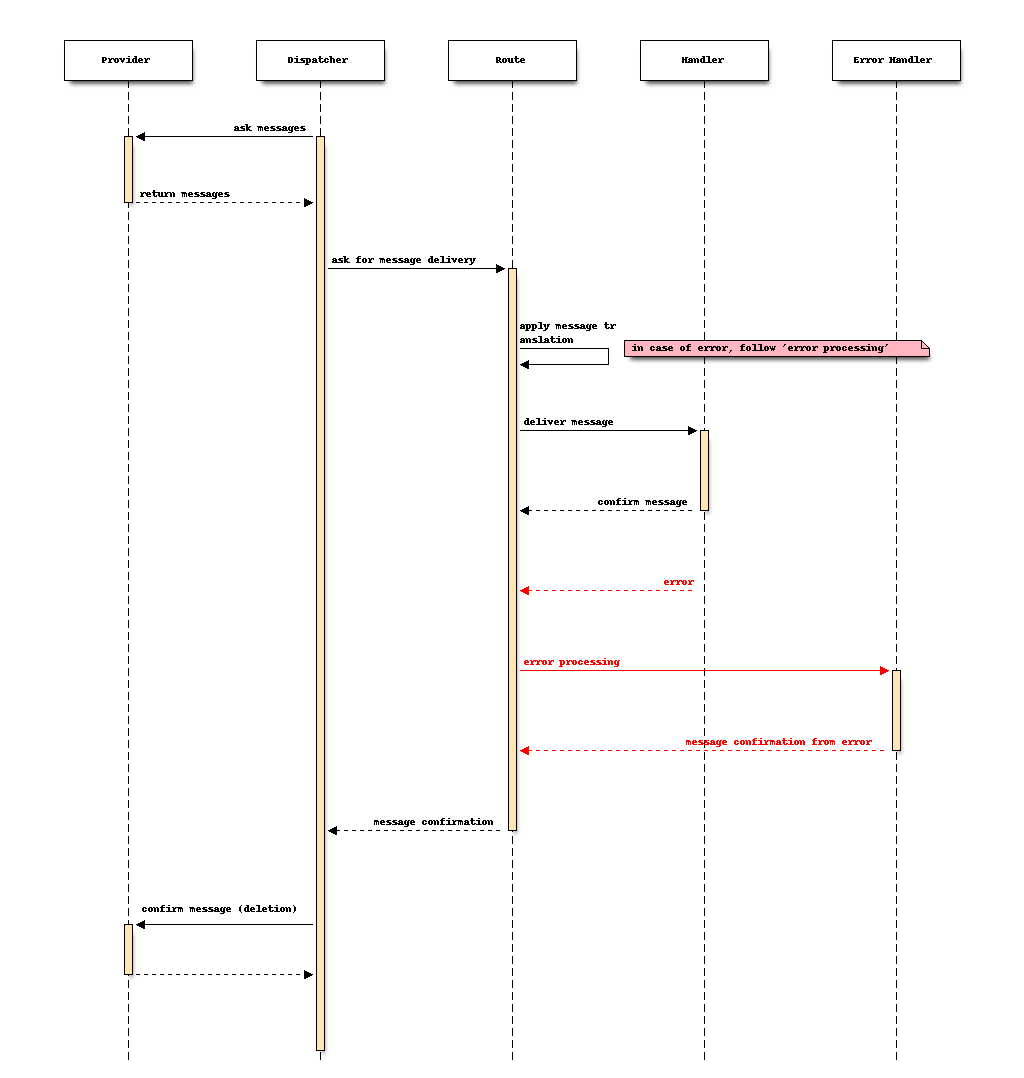 Provider
Dispatcher
Route
Handler
Error Handler
ask messages
return messages
ask for message delivery
apply message tr
anslation
in case of error, follow 'error processing'
deliver message
confirm message
error
error processing
message confirmation from error
message confirmation
confirm message (deletion)